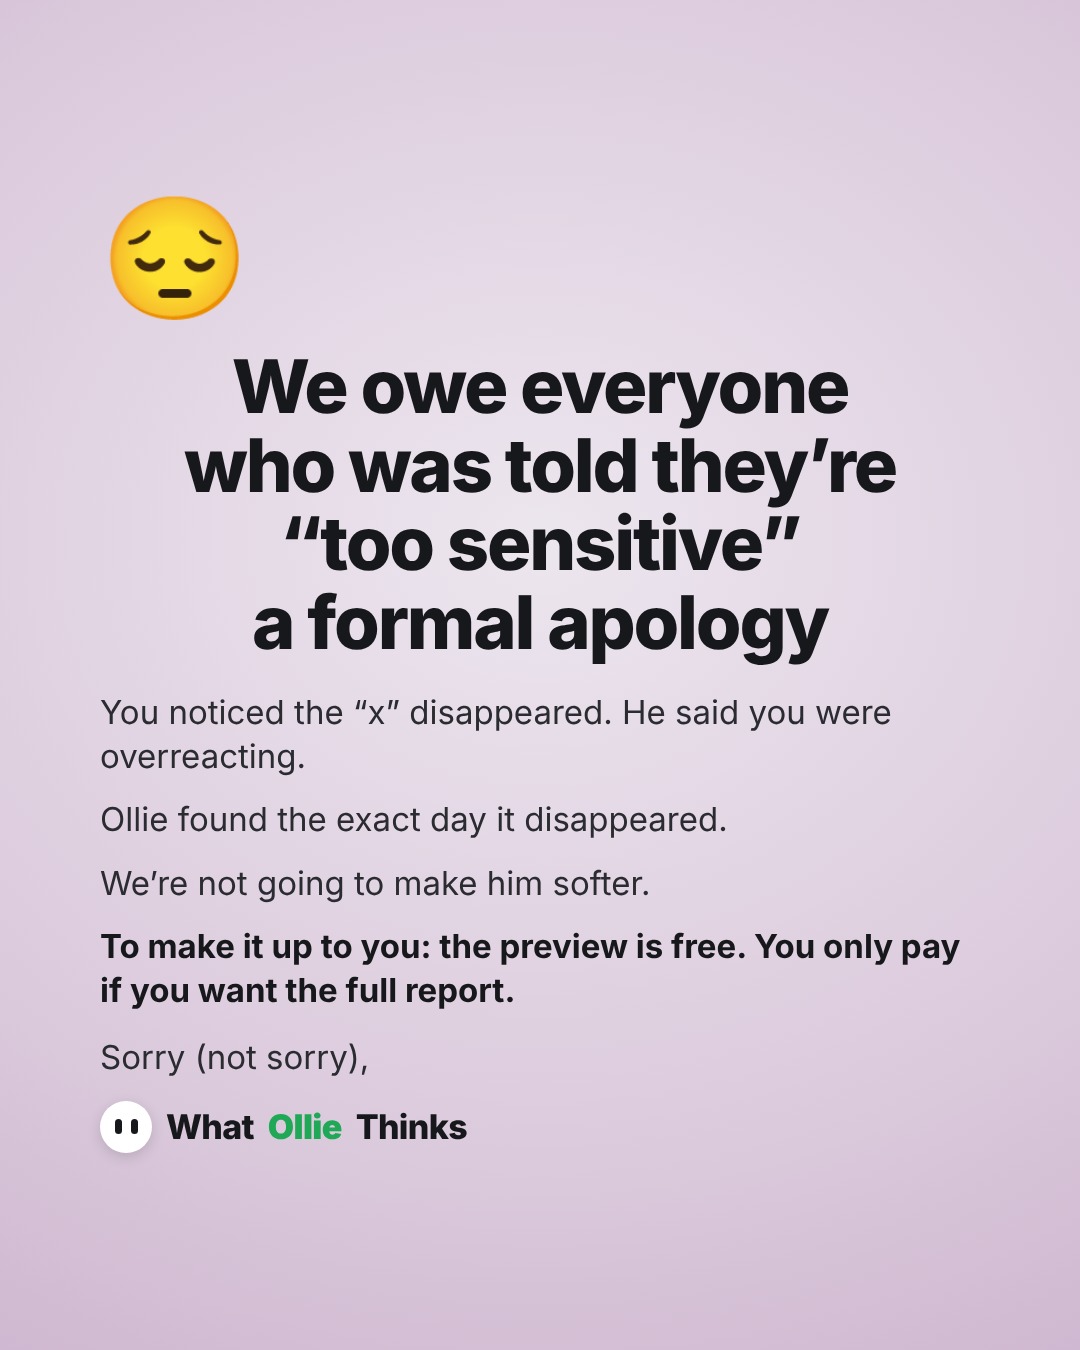 We owe everyone
who was told they’re
“too sensitive”
a formal apology
You noticed the “x” disappeared. He said you were
overreacting.
Ollie found the exact day it disappeared.
We’re not going to make him softer.
To make it up to you: the preview is free. You only pay
if you want the full report.
Sorry (not sorry),
What Ollie Thinks